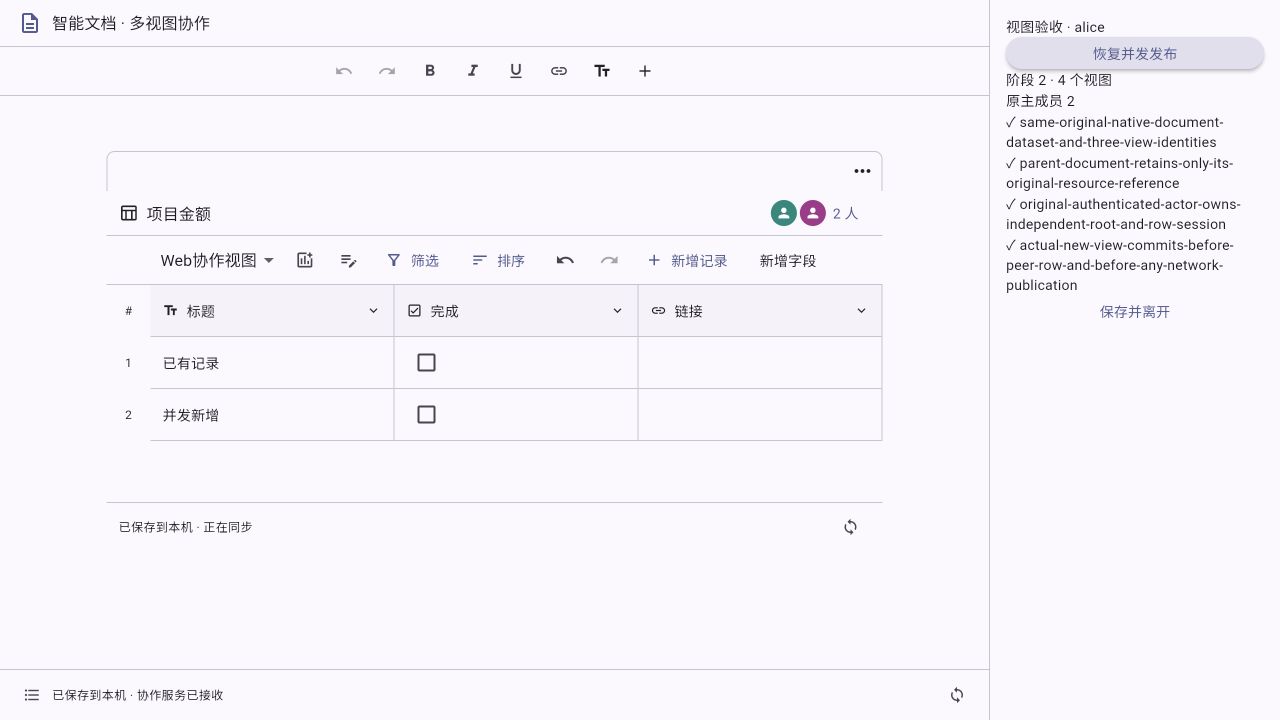 智能文档 · 多视图协作
项目金额
2 人
Web协作视图
筛选
排序
新增记录
新增字段
# 标题 完成 链接
1 已有记录
2 并发新增
已保存到本机 · 正在同步
已保存到本机 · 协作服务已接收
视图验收 · alice
恢复并发发布
阶段 2 · 4 个视图
原主成员 2
✓ same-original-native-document-
dataset-and-three-view-identities
✓ parent-document-retains-only-its-
original-resource-reference
✓ original-authenticated-actor-owns-
independent-root-and-row-session
✓ actual-new-view-commits-before-
peer-row-and-before-any-network-
publication
保存并离开